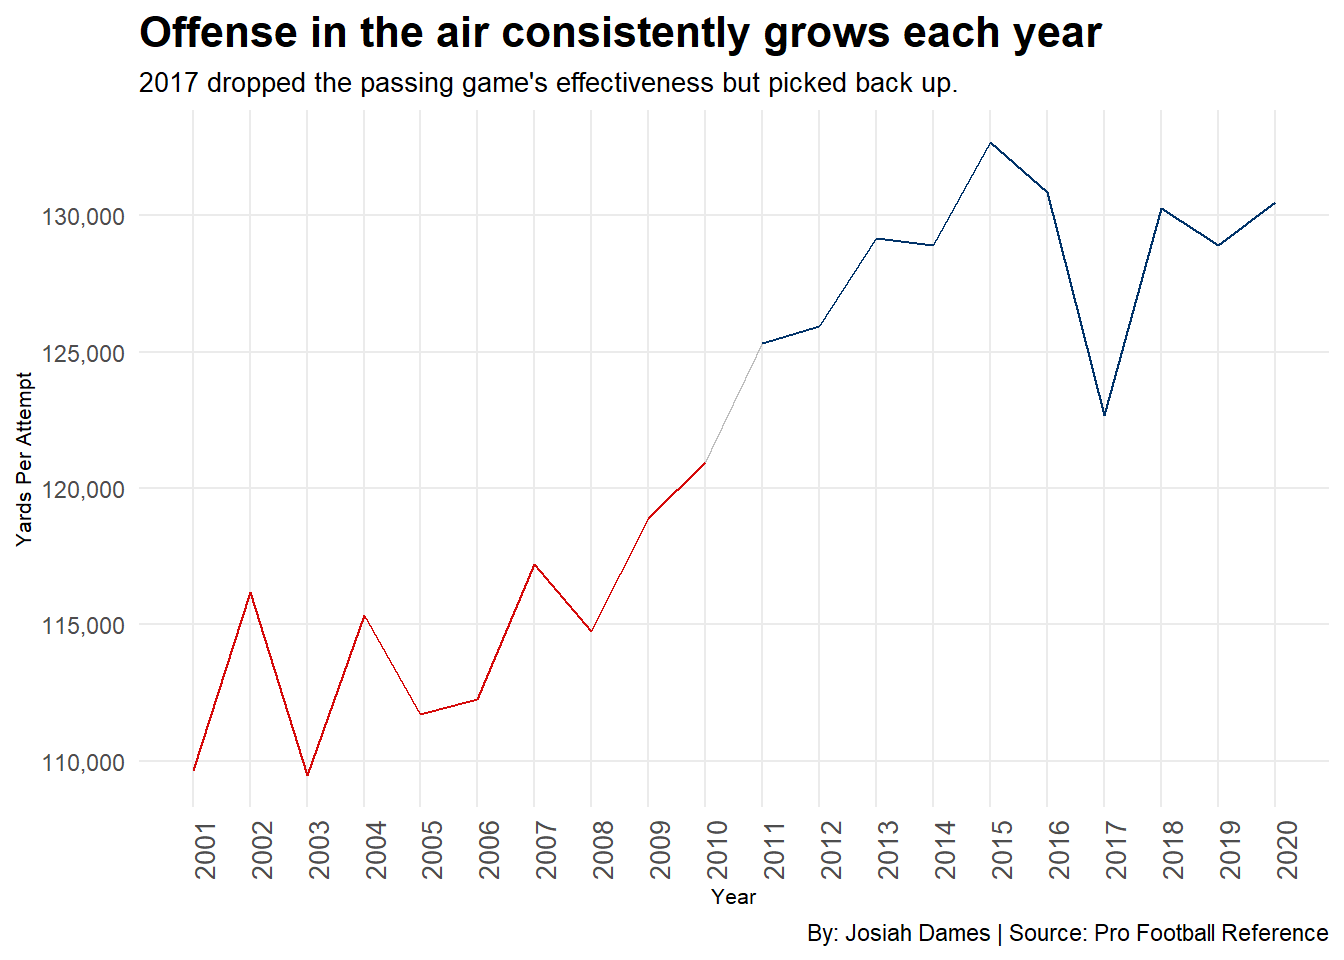 Offense in the air consistently grows each year
2017 dropped the passing game's effectiveness but picked back up.
Yards Per Attempt
130,000
125,000
120,000
115,000
110,000
2001 2002 2003 2004 2005 2006 2007 2008 2009 2010 2011 2012 2013 2014 2015 2016 2017 2018 2019 2020
Year
By: Josiah Dames | Source: Pro Football Reference